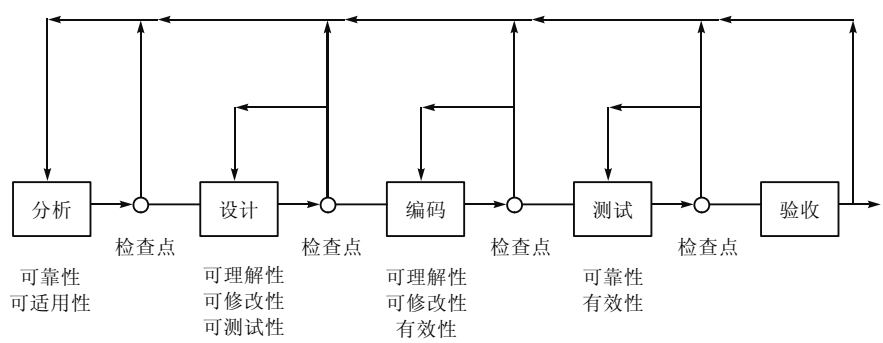 分析
设计
编码
测试
验收
检查点
检查点
检查点
检查点
可靠性
可适用性
可理解性
可修改性
可测试性
可理解性
可修改性
有效性
可靠性
有效性